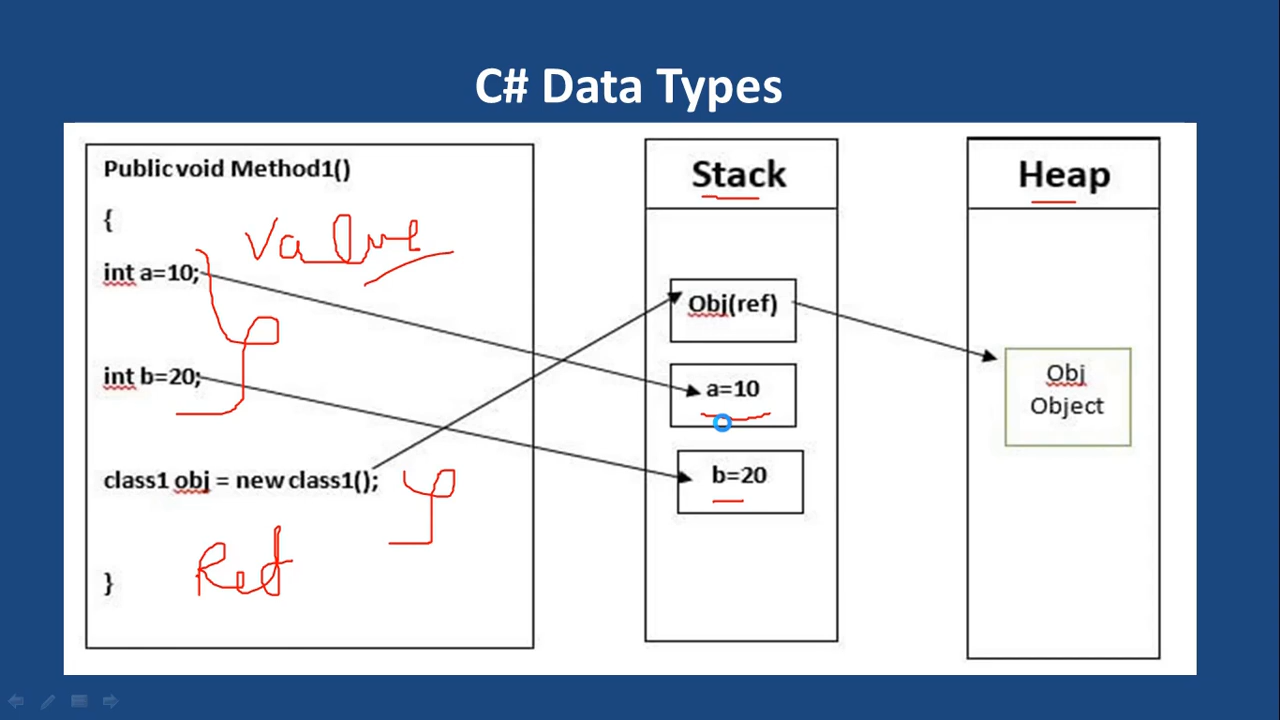 C# Data Types
Public void Method1()
{
value
int a=10;
int b=20;
class1 obj = new class1();
Ref
}
Stack
Obj(ref)
a=10
b=20
Heap
Obj
Object